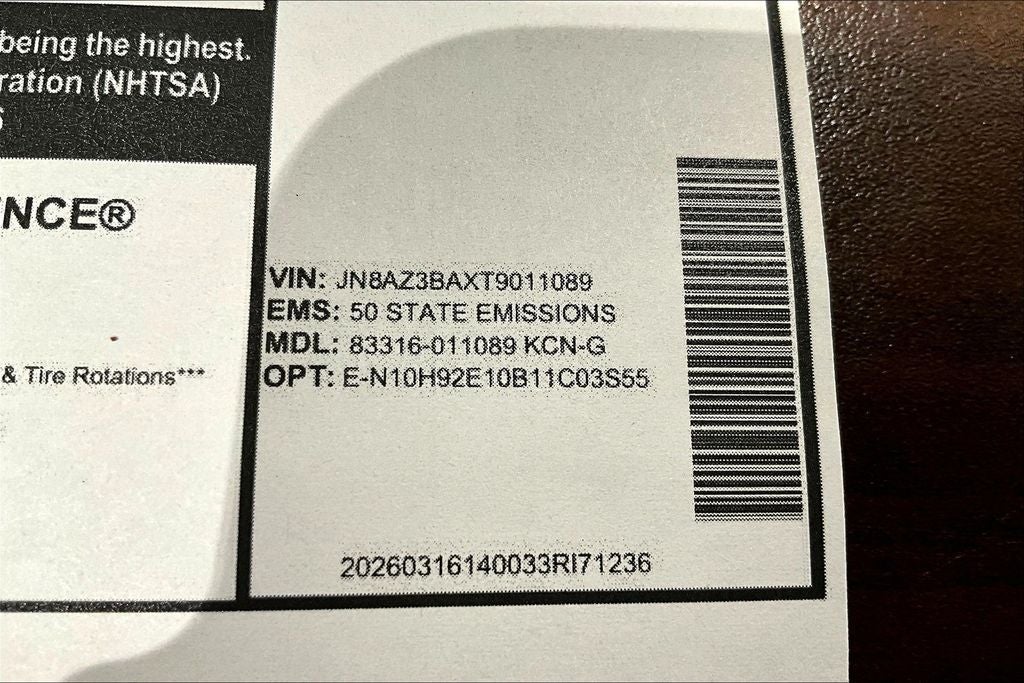 being the highest.
ration (NHTSA)
NCE®
VIN: JN8AZ3BAXT9011089
EMS: 50 STATE EMISSIONS
MDL: 83316-011089 KCN-G
& Tire Rotations***
OPT: E-N10H92E10B11C03S55
20260316140033RI71236